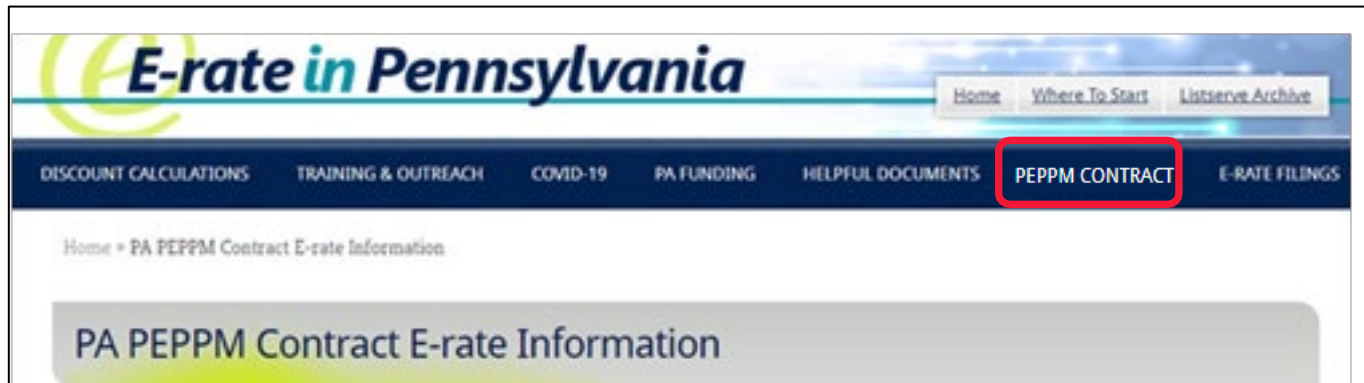 E-rate in Pennsylvania
Home Where To Start Listserve Archive
DISCOUNT CALCULATIONS TRAINING & OUTREACH COVID-19 PA FUNDING HELPFUL DOCUMENTS PEPPM CONTRACT E-RATE FILINGS
Home » PA PEPPM Contract E-rate Information
PA PEPPM Contract E-rate Information